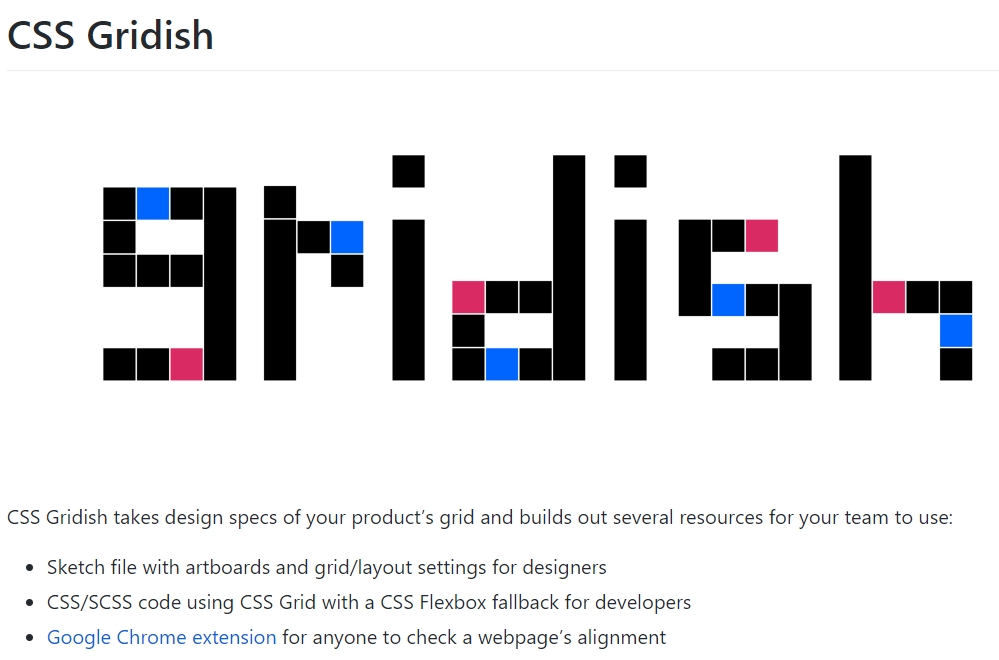 CSS Gridish
gridish
CSS Gridish takes design specs of your product’s grid and builds out several resources for your team to use:
Sketch file with artboards and grid/layout settings for designers
CSS/SCSS code using CSS Grid with a CSS Flexbox fallback for developers
Google Chrome extension for anyone to check a webpage’s alignment